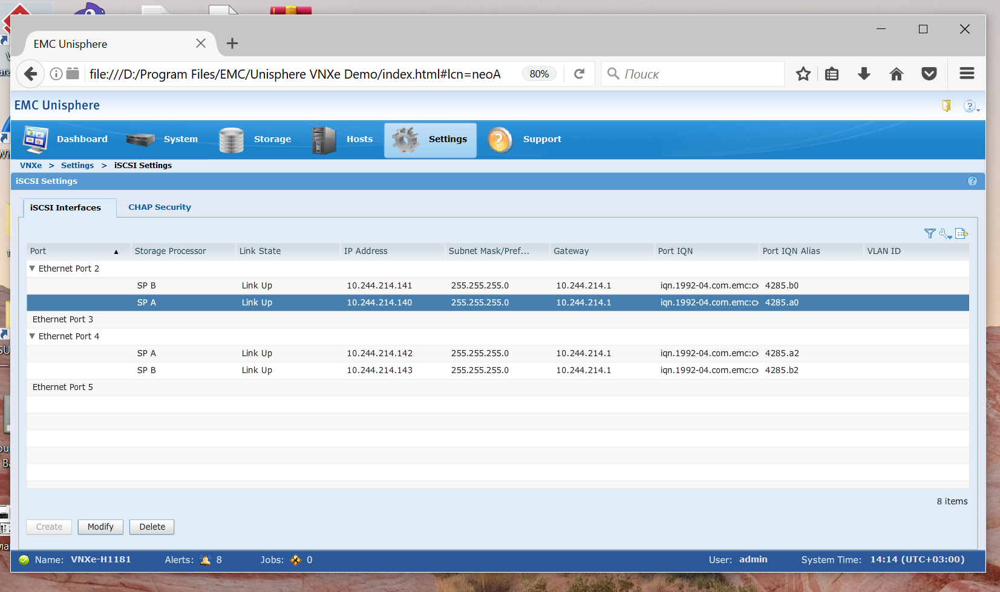 EMC Unisphere
file:///D:/Program Files/EMC/Unisphere VNXe Demo/index.html#lcn=neoA 80% Поиск
EMC Unisphere
Dashboard System Storage Hosts Settings Support
VNXe > Settings > iSCSI Settings
iSCSI Settings
iSCSI Interfaces CHAP Security
Port Storage Processor Link State IP Address Subnet Mask/Pref... Gateway Port IQN Port IQN Alias VLAN ID
Ethernet Port 2
SP B Link Up 10.244.214.141 255.255.255.0 10.244.214.1 iqn.1992-04.com.emc:cx 4285.b0
SP A Link Up 10.244.214.140 255.255.255.0 10.244.214.1 iqn.1992-04.com.emc:cx 4285.a0
Ethernet Port 3
Ethernet Port 4
SP A Link Up 10.244.214.142 255.255.255.0 10.244.214.1 iqn.1992-04.com.emc:cx 4285.a2
SP B Link Up 10.244.214.143 255.255.255.0 10.244.214.1 iqn.1992-04.com.emc:cx 4285.b2
Ethernet Port 5
8 items
Create Modify Delete
Name: VNXe-H1181 Alerts: 8 Jobs: 0 User: admin System Time: 14:14 (UTC+03:00)